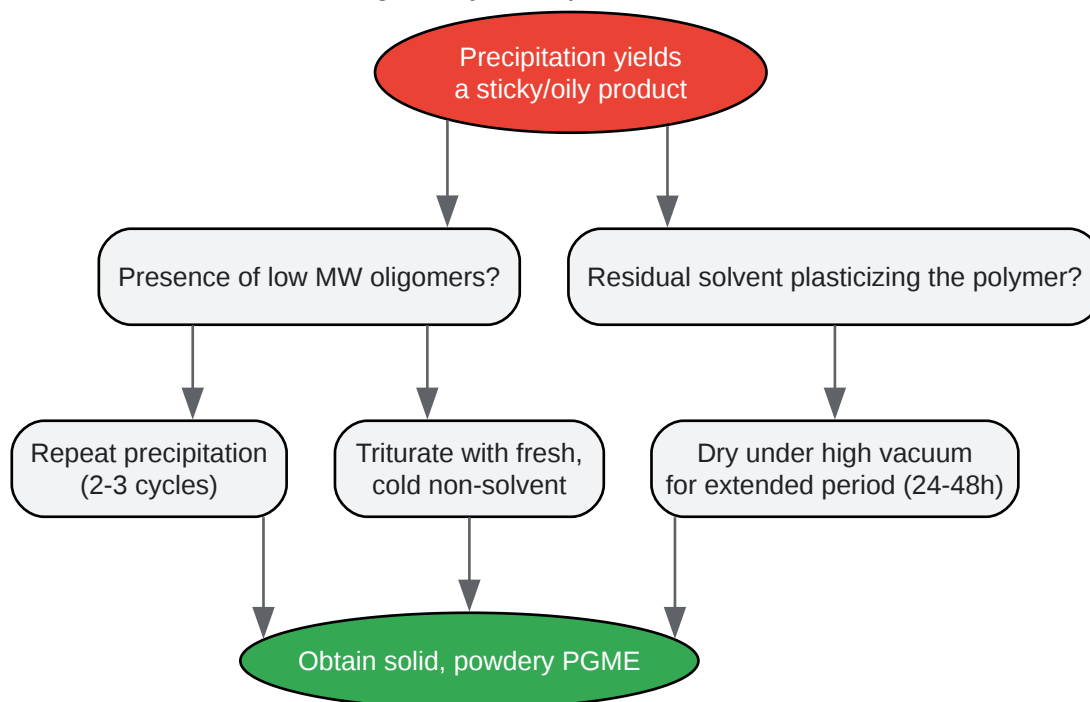 Precipitation yields
a sticky/oily product
Presence of low MW oligomers?
Residual solvent plasticizing the polymer?
Repeat precipitation
(2-3 cycles)
Triturate with fresh,
cold non-solvent
Dry under high vacuum
for extended period (24-48h)
Obtain solid, powdery PGME